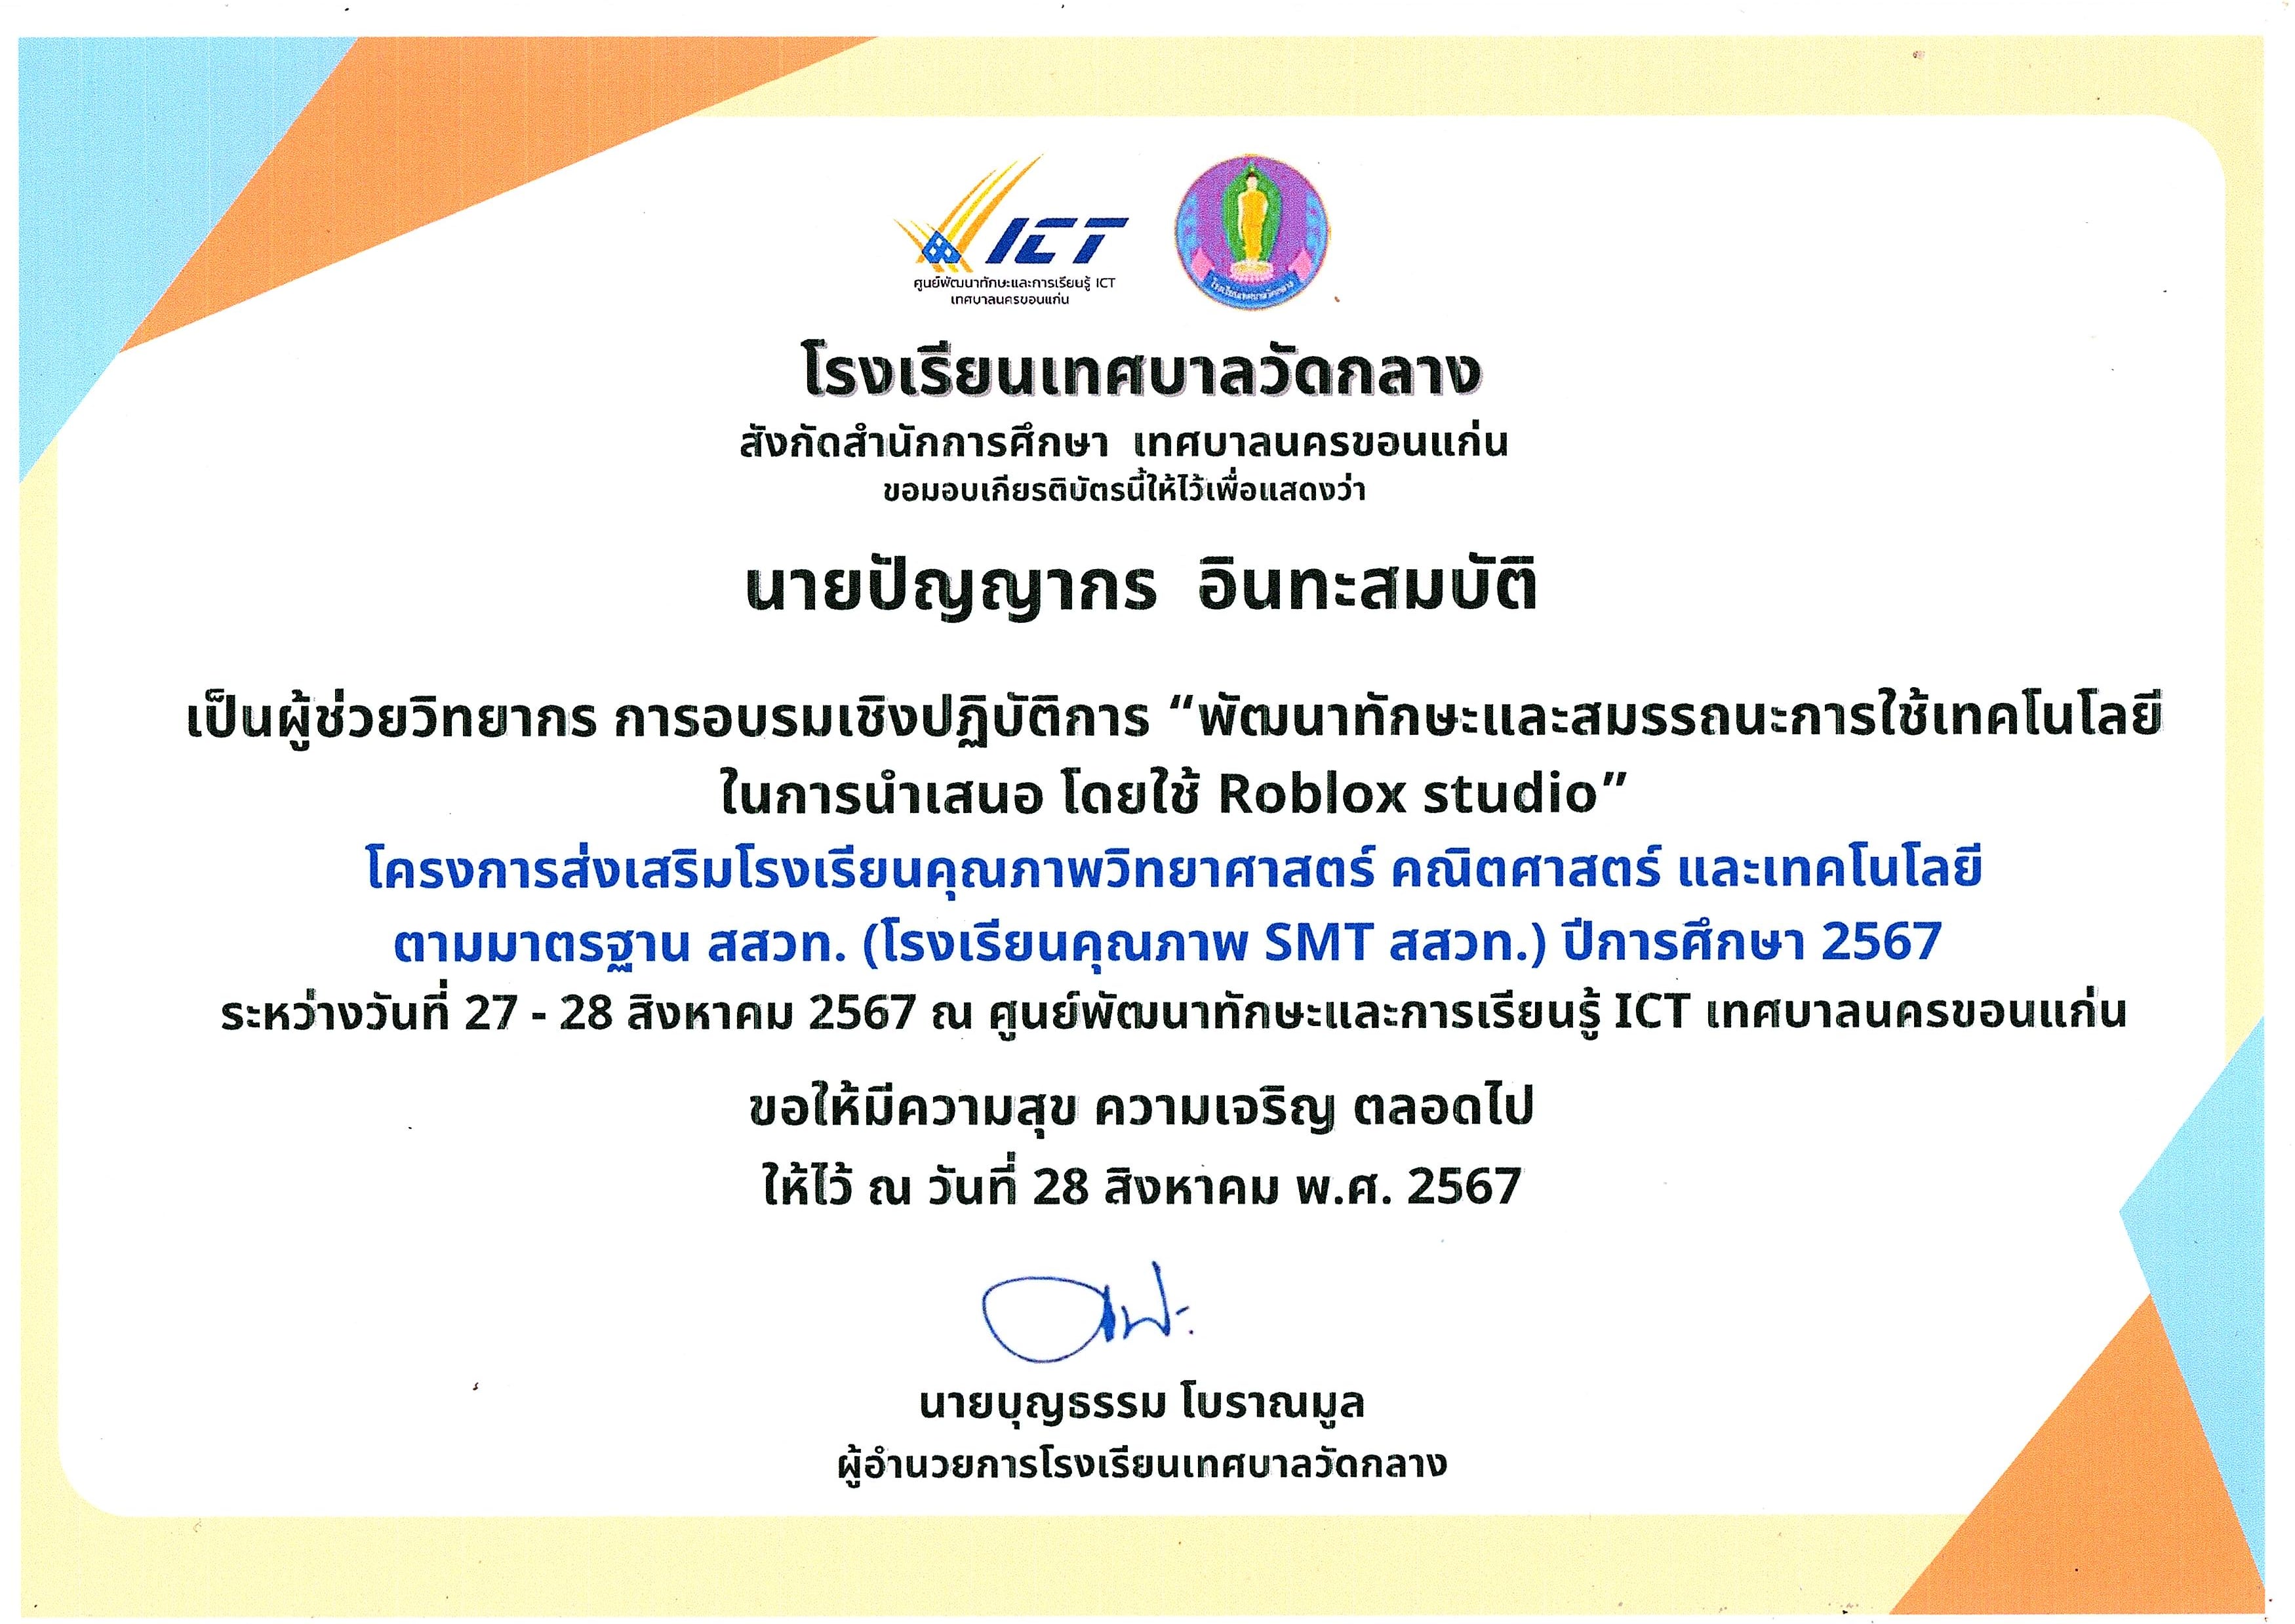 ICT
ศูนย์พัฒนาทักษะและการเรียนรู้ ICT
เทศบาลนครขอนแก่น
โรงเรียนเทศบาลวัดกลาง
โรงเรียนเทศบาลวัดกลาง
สังกัดสำนักการศึกษา เทศบาลนครขอนแก่น
ขอมอบเกียรติบัตรนี้ให้ไว้เพื่อแสดงว่า
นายปัญญากร อินทะสมบัติ
เป็นผู้ช่วยวิทยากร การอบรมเชิงปฏิบัติการ “พัฒนาทักษะและสมรรถนะการใช้เทคโนโลยี
ในการนำเสนอ โดยใช้ Roblox studio”
โครงการส่งเสริมโรงเรียนคุณภาพวิทยาศาสตร์ คณิตศาสตร์ และเทคโนโลยี
ตามมาตรฐาน สสวท. (โรงเรียนคุณภาพ SMT สสวท.) ปีการศึกษา 2567
ระหว่างวันที่ 27 - 28 สิงหาคม 2567 ณ ศูนย์พัฒนาทักษะและการเรียนรู้ ICT เทศบาลนครขอนแก่น
ขอให้มีความสุข ความเจริญ ตลอดไป
ให้ไว้ ณ วันที่ 28 สิงหาคม พ.ศ. 2567
นายบุญธรรม โบราณมูล
ผู้อำนวยการโรงเรียนเทศบาลวัดกลาง